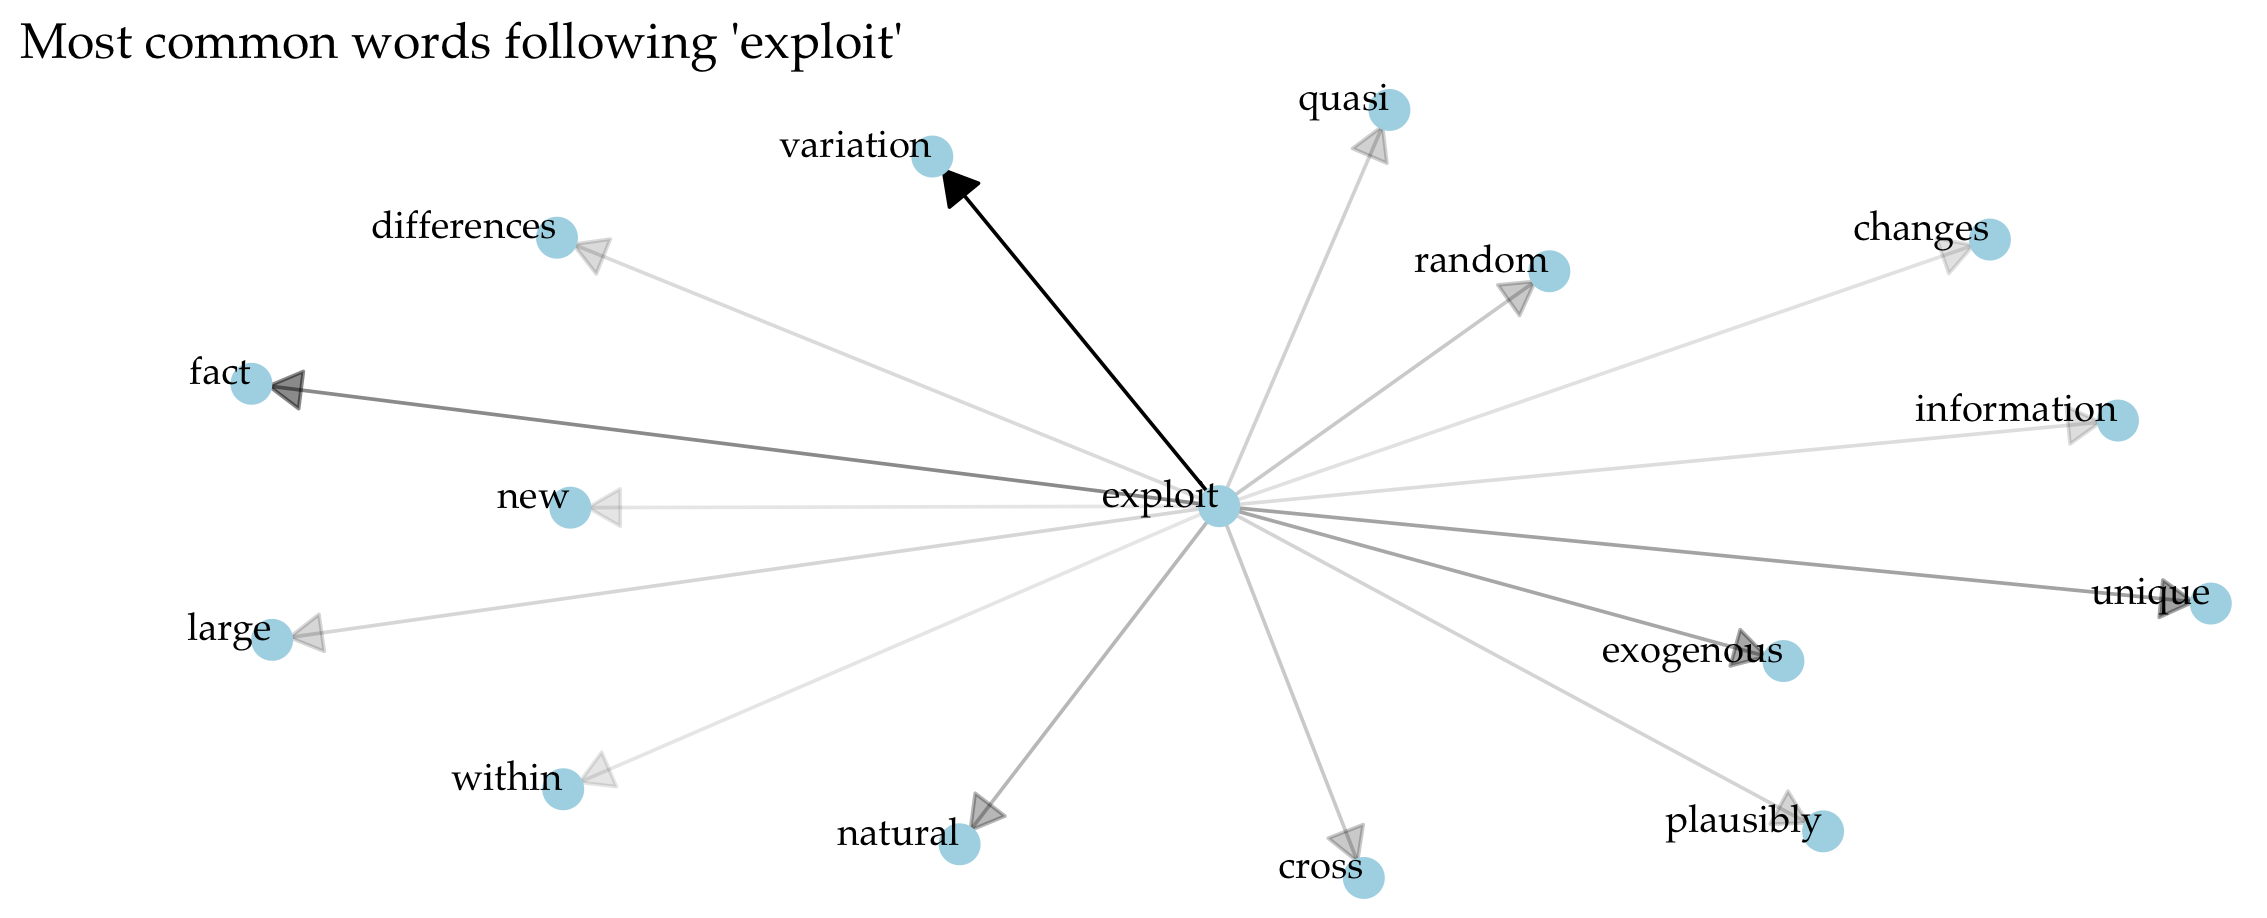 Most common words following 'exploit'
quasi
variation
differences
changes
random
fact
information
new
exploit
unique
large
exogenous
within
plausibly
natural
cross